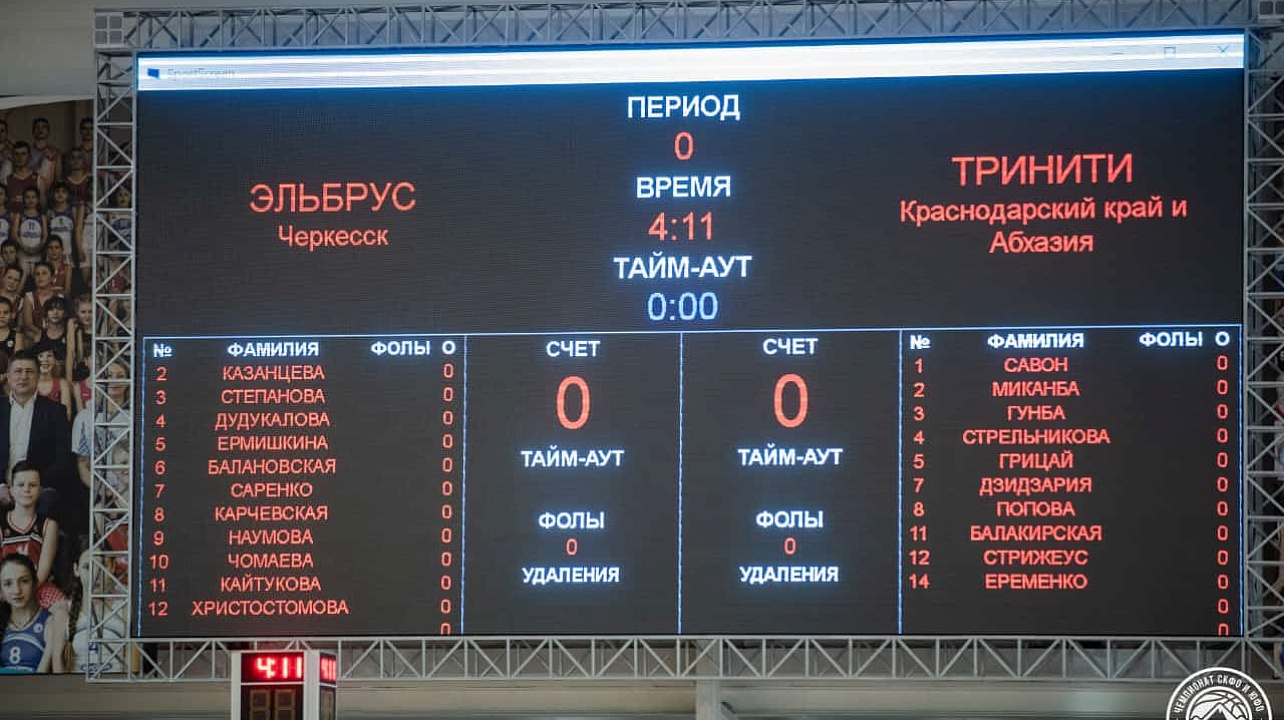 SportScreen
ПЕРИОД
0
ВРЕМЯ
4:11
ТАЙМ-АУТ
0:00
ЭЛЬБРУС
Черкесск
ТРИНИТИ
Краснодарский край и
Абхазия
№ ФАМИЛИЯ ФОЛЫ О
2 КАЗАНЦЕВА 0
3 СТЕПАНОВА 0
4 ДУДУКАЛОВА 0
5 ЕРМИШКИНА 0
6 БАЛАНОВСКАЯ 0
7 САРЕНКО 0
8 КАРЧЕВСКАЯ 0
9 НАУМОВА 0
10 ЧОМАЕВА 0
11 КАЙТУКОВА 0
12 ХРИСТОСТОМОВА 0
0
СЧЕТ
0
ТАЙМ-АУТ
ФОЛЫ
0
УДАЛЕНИЯ
СЧЕТ
0
ТАЙМ-АУТ
ФОЛЫ
0
УДАЛЕНИЯ
№ ФАМИЛИЯ ФОЛЫ О
1 САВОН 0
2 МИКАНБА 0
3 ГУНБА 0
4 СТРЕЛЬНИКОВА 0
5 ГРИЦАЙ 0
7 ДЗИДЗАРИЯ 0
8 ПОПОВА 0
11 БАЛАКИРСКАЯ 0
12 СТРИЖЕУС 0
14 ЕРЕМЕНКО 0
0
0
4:11
8
ЧЕМПИОНАТ СКФО И ЮФО